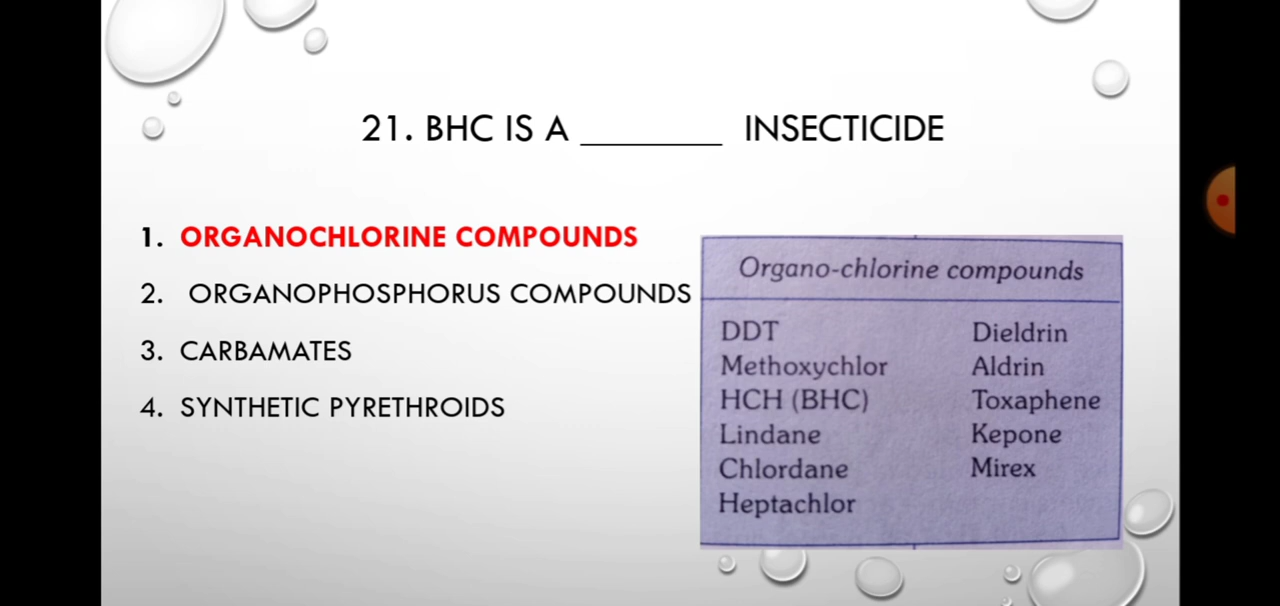 21. BHC IS A ________ INSECTICIDE
1. ORGANOCHLORINE COMPOUNDS
2. ORGANOPHOSPHORUS COMPOUNDS
3. CARBAMATES
4. SYNTHETIC PYRETHROIDS
Organo-chlorine compounds
DDT Dieldrin
Methoxychlor Aldrin
HCH (BHC) Toxaphene
Lindane Kepone
Chlordane Mirex
Heptachlor